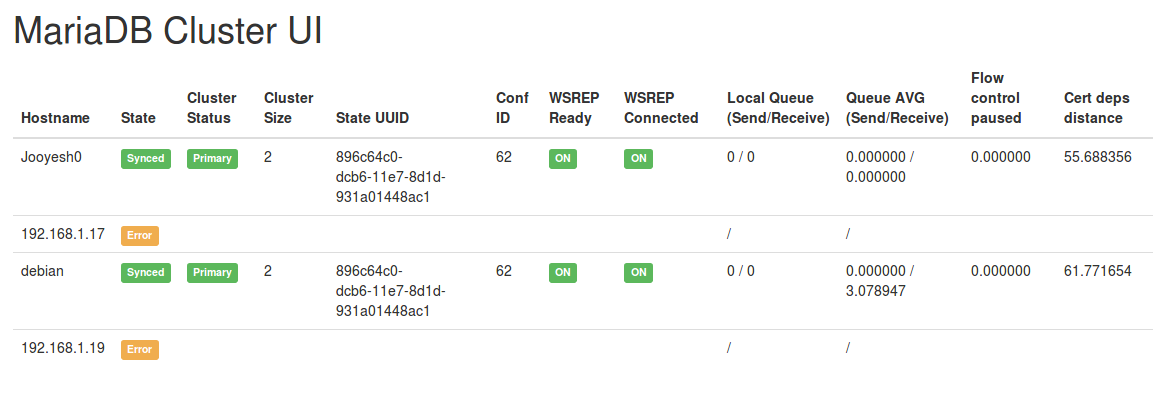 MariaDB Cluster UI
Hostname State Cluster Status Cluster Size State UUID Conf ID WSREP Ready WSREP Connected Local Queue (Send/Receive) Queue AVG (Send/Receive) Flow control paused Cert deps distance
Jooyesh0 Synced Primary 2 896c64c0-dcb6-11e7-8d1d-931a01448ac1 62 ON ON 0 / 0 0.000000 / 0.000000 0.000000 55.688356
192.168.1.17 Error / /
debian Synced Primary 2 896c64c0-dcb6-11e7-8d1d-931a01448ac1 62 ON ON 0 / 0 0.000000 / 3.078947 0.000000 61.771654
192.168.1.19 Error / /